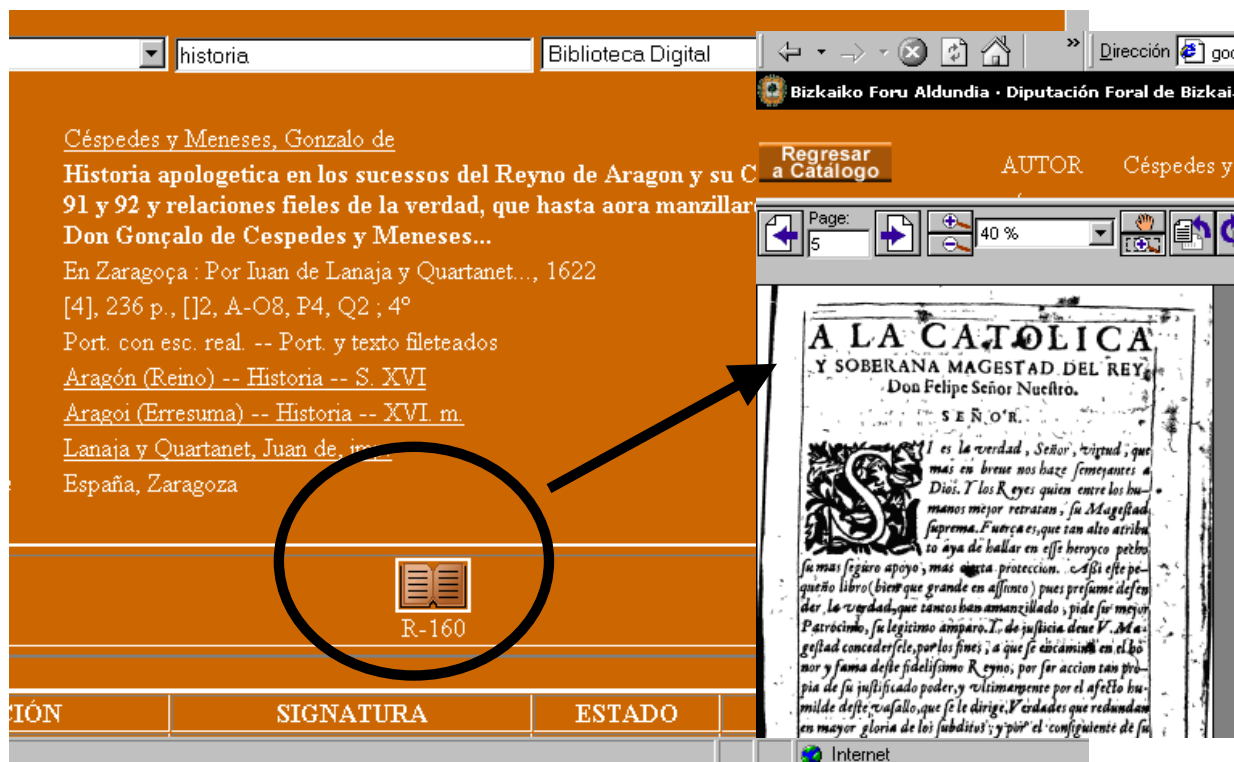 historia
Biblioteca Digital
Céspedes y Meneses, Gonzalo de
Historia apologetica en los sucessos del Reyno de Aragon y su C
91 y 92 y relaciones fieles de la verdad, que hasta aora manzillar
Don Gonçalo de Cespedes y Meneses...
En Zaragoça : Por Iuan de Lanaja y Quartanet..., 1622
[4], 236 p., []2, A-O8, P4, Q2 ; 4º
Port. con esc. real. -- Port. y texto fileteados
Aragón (Reino) -- Historia -- S. XVI
Aragoi (Erresuma) -- Historia -- XVI. m.
Lanaja y Quartanet, Juan de, imp.
España, Zaragoza
R-160
CIÓN
SIGNATURA
ESTADO
»
Dirección
goo
Bizkaiko Foru Aldundia · Diputación Foral de Bizkai
Regresar
a Catálogo
AUTOR
Céspedes y
Page:
5
40 %
A LA CATOLICA
Y SOBERANA MAGESTAD DEL REY
Don Felipe Señor Nuestro.
SEÑOR.
SI es la verdad, Señor, virtud, que
mas en breue nos haze semejantes a
Dios. Y los Reyes quien entre los hu-
manos mejor retratan, su Magestad
suprema. Fuerça es, que tan alto atribu
to aya de hallar en esse heroyco pecho
su mas seguro apoyo, mas cierta proteccion. Assi este pe-
queño libro (bien que grande en assunto) pues presume defen
der la verdad, que tantos han amanzillado, pide su mejor
Patrocinio, su legitimo amparo. I de justicia deue V. Ma-
gestad concedersele, por los fines, a que se encamina en el ho
nor y fama deste fidelissimo Reyno, por ser accion tan pro-
pia de su justificado poder, y vltimamente por el afecto hu-
milde deste vasallo, que se le dirige, Verdades que redundan
en mayor gloria de los subditos, y por el consiguiente de su
Internet